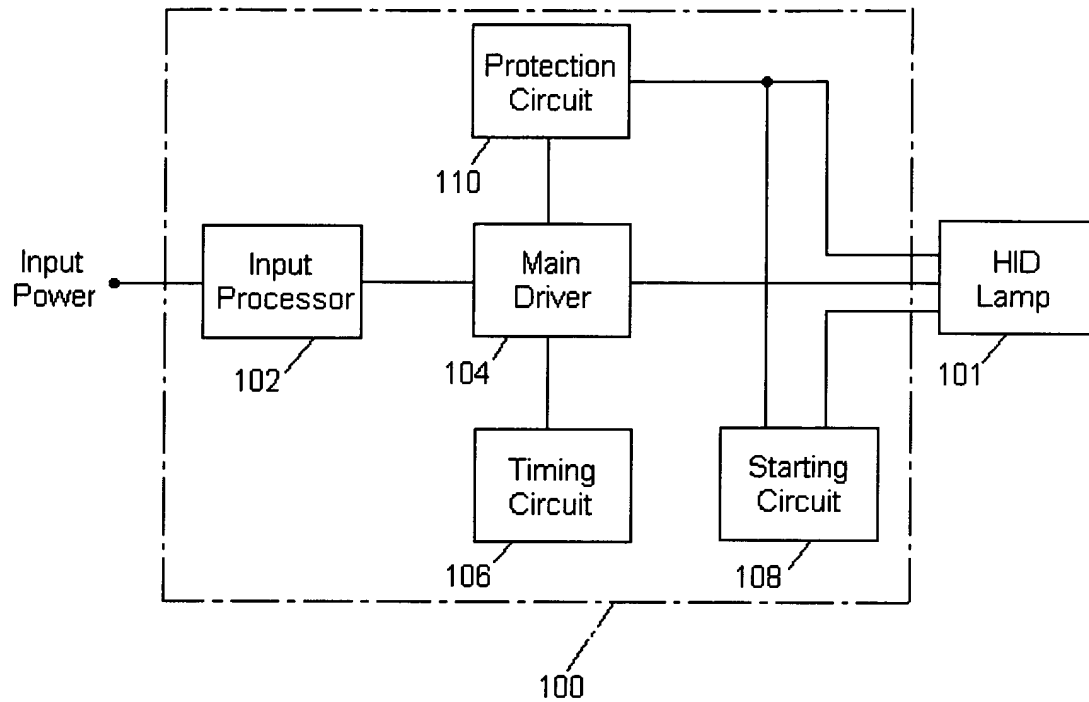 Protection
Circuit
110
Input
Power
Input
Processor
102
Main
Driver
104
HID
Lamp
101
Timing
Circuit
106
Starting
Circuit
108
100